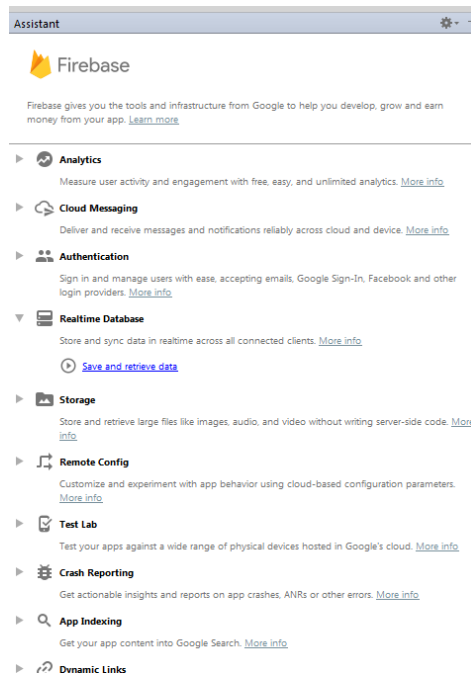 Assistant
Firebase
Firebase gives you the tools and infrastructure from Google to help you develop, grow and earn
money from your app. Learn more
Analytics
Measure user activity and engagement with free, easy, and unlimited analytics. More info
Cloud Messaging
Deliver and receive messages and notifications reliably across cloud and device. More info
Authentication
Sign in and manage users with ease, accepting emails, Google Sign-In, Facebook and other
login providers. More info
Realtime Database
Store and sync data in realtime across all connected clients. More info
Save and retrieve data
Storage
Store and retrieve large files like images, audio, and video without writing server-side code. More
info
Remote Config
Customize and experiment with app behavior using cloud-based configuration parameters.
More info
Test Lab
Test your apps against a wide range of physical devices hosted in Google's cloud. More info
Crash Reporting
Get actionable insights and reports on app crashes, ANRs or other errors. More info
App Indexing
Get your app content into Google Search. More info
Dynamic Links